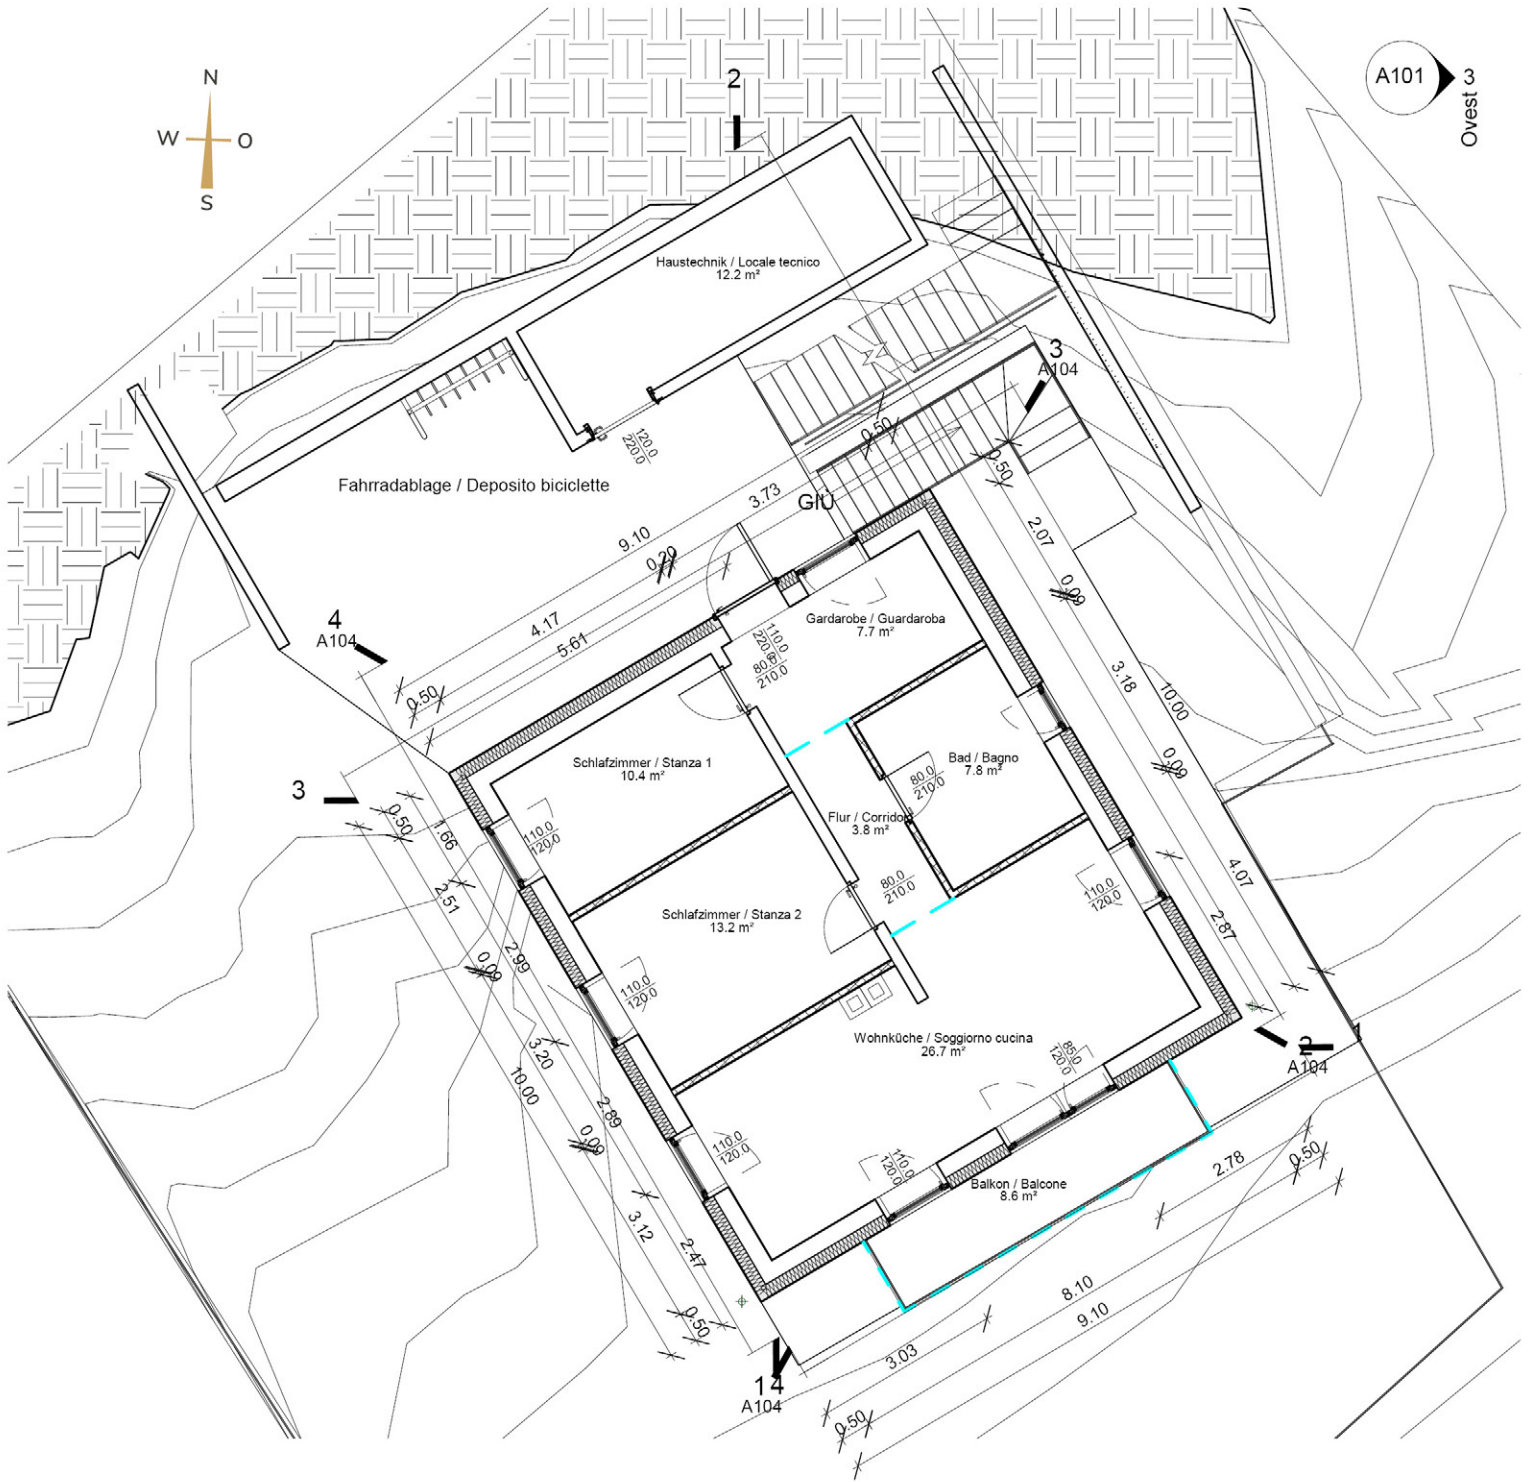 N
W O
S
A101
3
Ovest
2
Haustechnik / Locale tecnico
12.2 m²
3
A104
120.0
220.0
Fahrradablage / Deposito biciclette
0.50
3.73
GIÙ
9.10
0.20
4.17
5.61
0.50
0.50
2.07
0.09
3.18
10.00
0.09
4.07
2.87
4
A104
Gardarobe / Guardaroba
7.7 m²
110.0
220.0
80.0
210.0
Schlafzimmer / Stanza 1
10.4 m²
Bad / Bagno
7.8 m²
80.0
210.0
Flur / Corridoio
3.8 m²
3
0.50
1.66
110.0
120.0
2.51
80.0
210.0
110.0
120.0
Schlafzimmer / Stanza 2
13.2 m²
0.09
2.99
110.0
120.0
Wohnküche / Soggiorno cucina
26.7 m²
85.0
120.0
2
1
A104
3.20
10.00
2.89
0.09
110.0
120.0
110.0
120.0
Balkon / Balcone
8.6 m²
2.78
0.50
3.12
2.47
0.50
8.10
9.10
3.03
0.50
14
A104